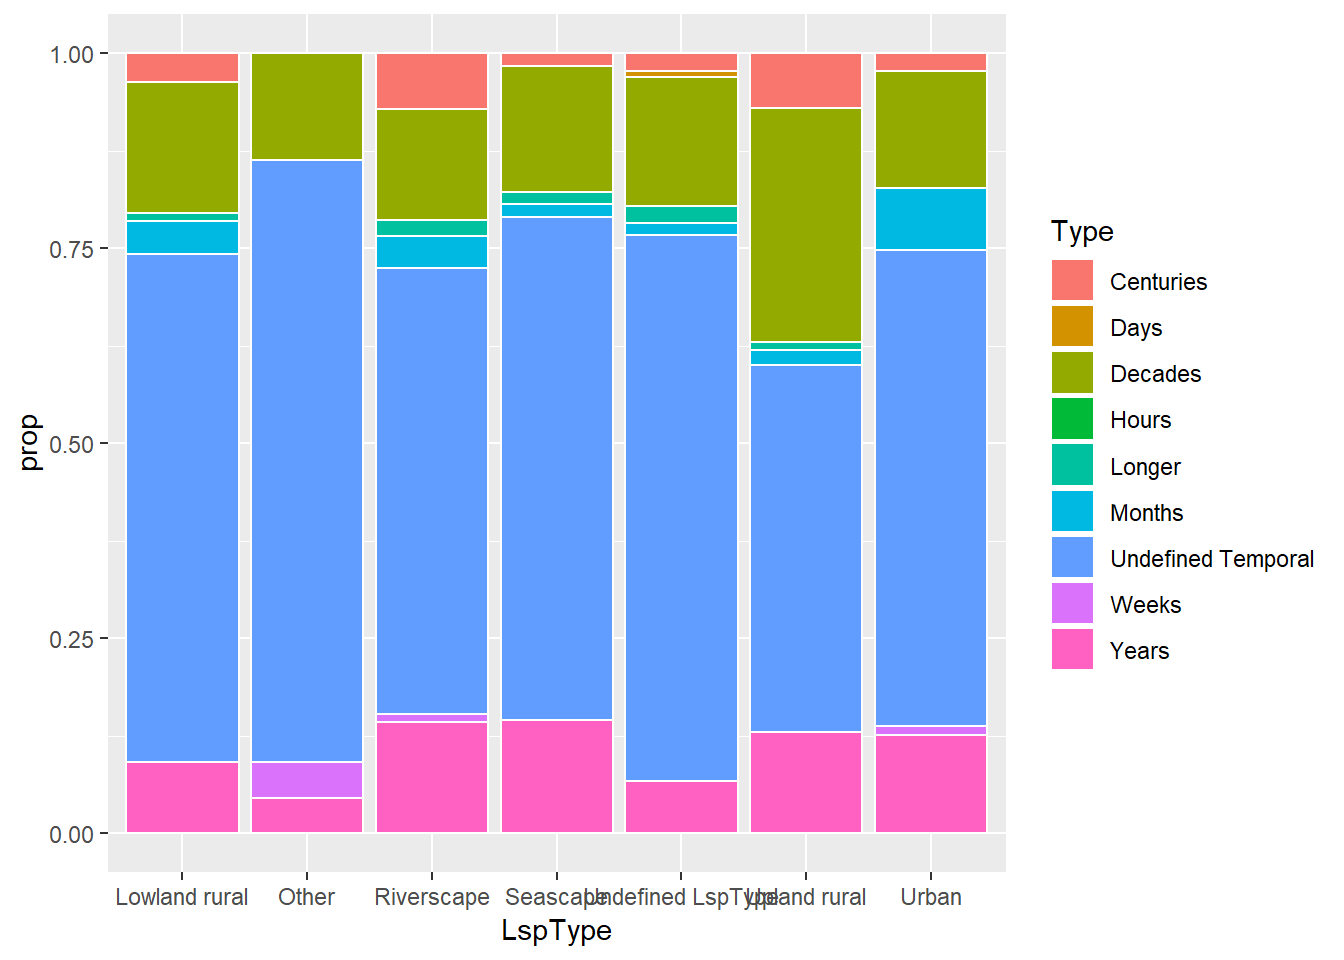 1.00
0.75
0.50
0.25
0.00
prop
Lowland rural
Other
Riverscape
Seascape
Undefined LspType
Upland rural
Urban
LspType
Type
Centuries
Days
Decades
Hours
Longer
Months
Undefined Temporal
Weeks
Years